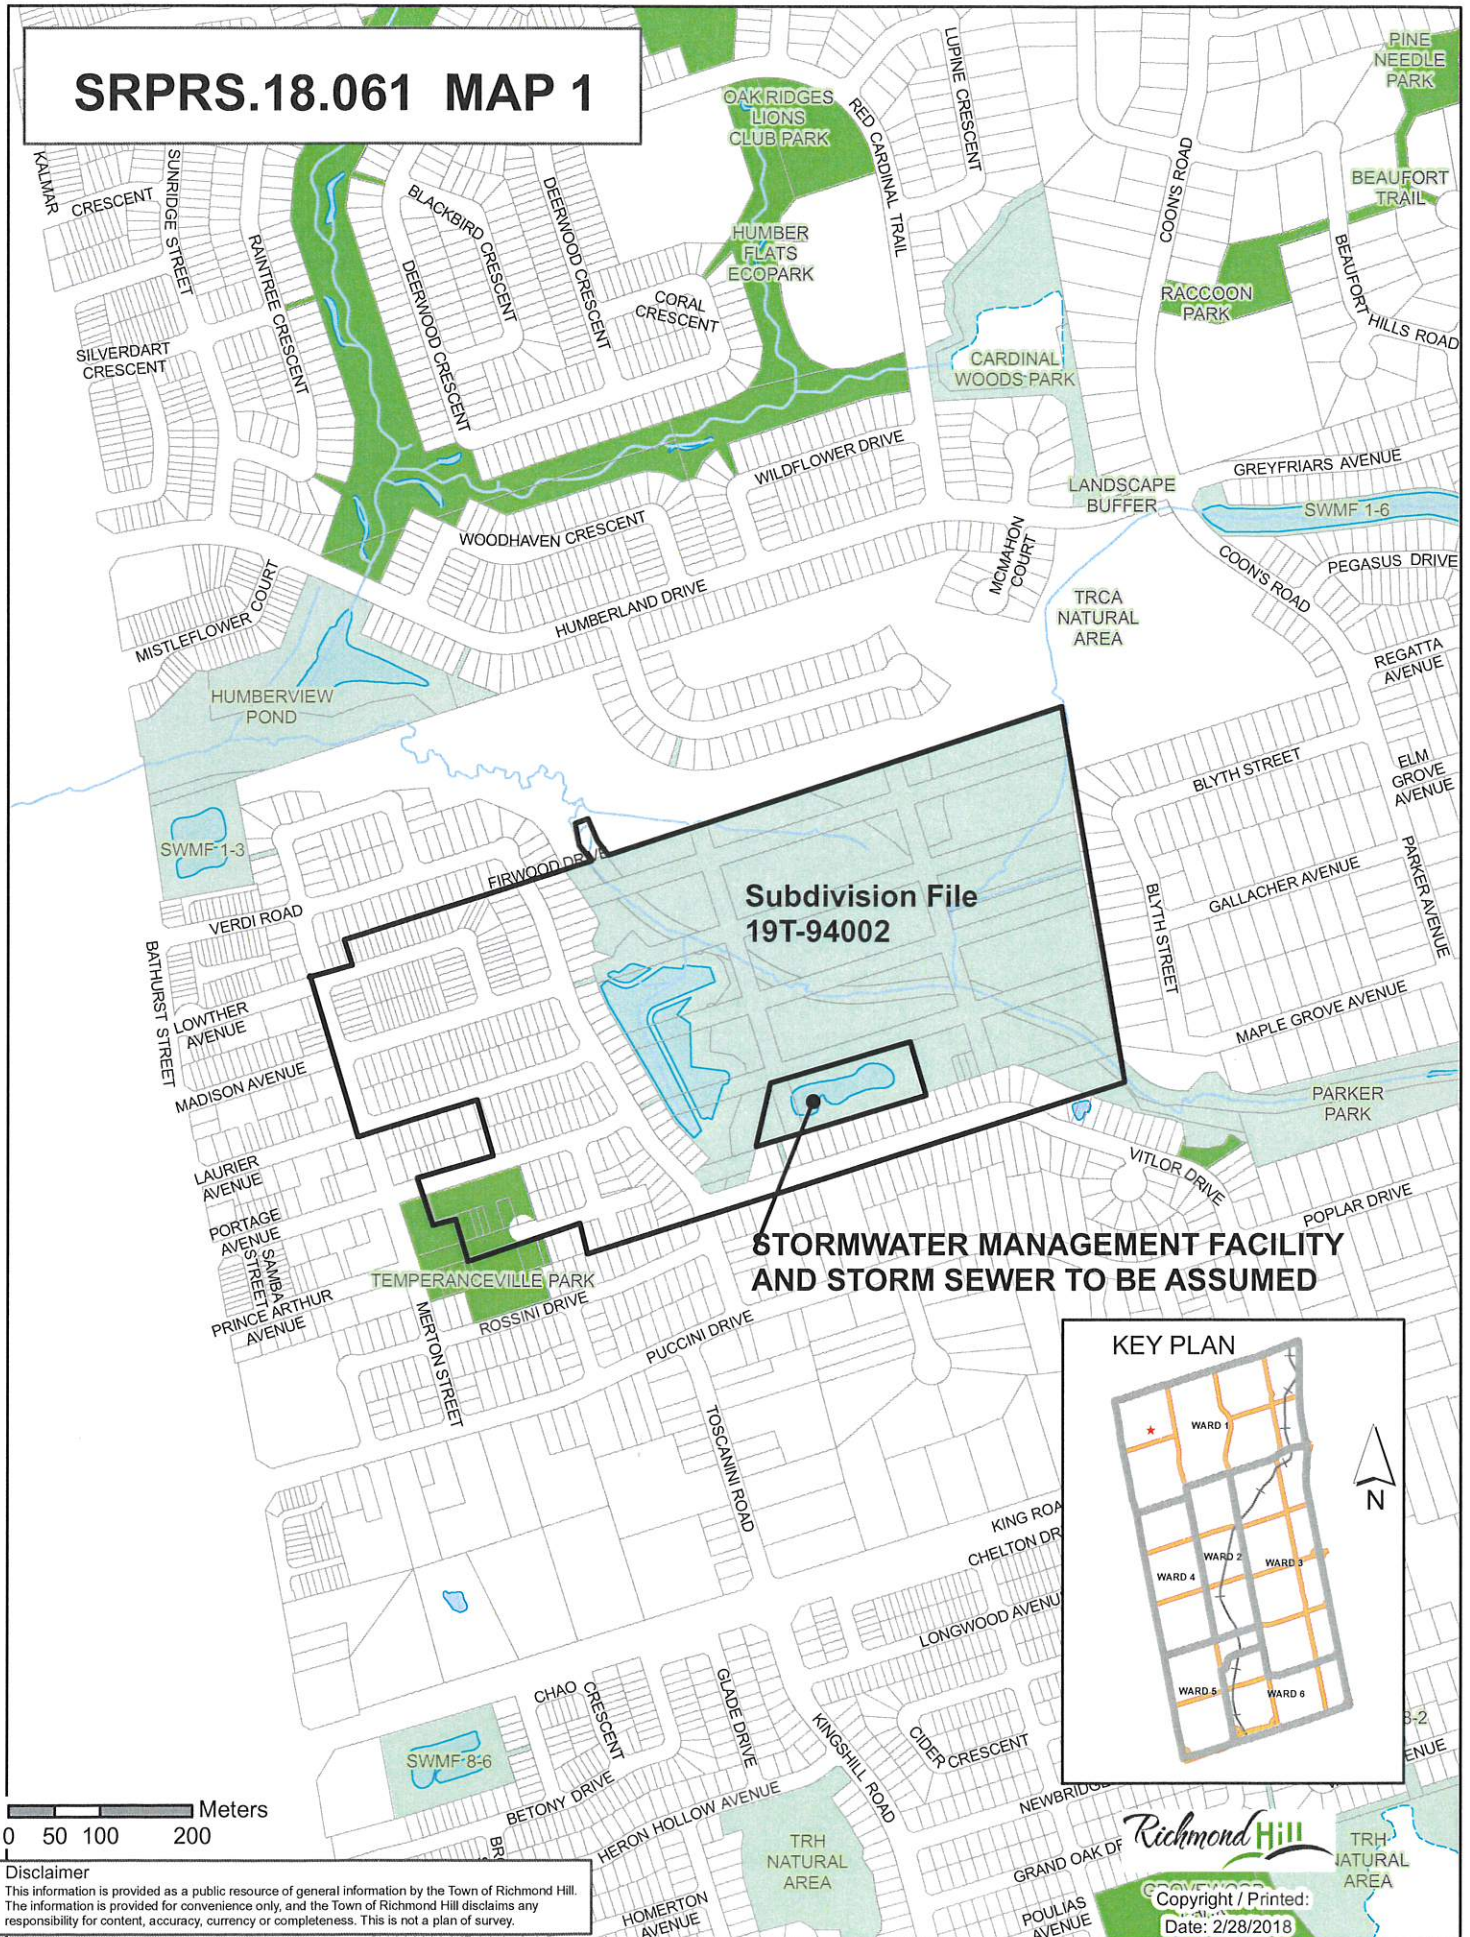 SRPRS.18.061 MAP 1
PINE
NEEDLE
PARK
OAK RIDGES
LIONS
CLUB PARK
RED CARDINAL TRAIL
LUPINE CRESCENT
COON'S ROAD
BEAUFORT
TRAIL
KALMAR
CRESCENT
SUNRIDGE STREET
RAINTREE CRESCENT
BLACKBIRD CRESCENT
DEERWOOD CRESCENT
DEERWOOD CRESCENT
HUMBER
FLATS
ECOPARK
CORAL
CRESCENT
RACCOON
PARK
BEAUFORT
HILLS ROAD
SILVERDART
CRESCENT
CARDINAL
WOODS PARK
WILDFLOWER DRIVE
GREYFRIARS AVENUE
LANDSCAPE
BUFFER
SWMF 1-6
WOODHAVEN CRESCENT
MCMAHON
COURT
COON'S ROAD
PEGASUS DRIVE
MISTLEFLOWER COURT
HUMBERLAND DRIVE
TRCA
NATURAL
AREA
REGATTA
AVENUE
HUMBERVIEW
POND
BLYTH STREET
ELM
GROVE
AVENUE
SWMF 1-3
FIRWOOD DRIVE
VERDI ROAD
Subdivision File
19T-94002
BLYTH STREET
GALLACHER AVENUE
PARKER AVENUE
BATHURST STREET
LOWTHER
AVENUE
MAPLE GROVE AVENUE
MADISON AVENUE
PARKER
PARK
LAURIER
AVENUE
VITLOR DRIVE
POPLAR DRIVE
PORTAGE
AVENUE
SAMBA
STREET
STORMWATER MANAGEMENT FACILITY
AND STORM SEWER TO BE ASSUMED
TEMPERANCEVILLE PARK
PRINCE ARTHUR
AVENUE
MERTON STREET
ROSSINI DRIVE
PUCCINI DRIVE
TOSCANINI ROAD
KEY PLAN
WARD 1
WARD 2
WARD 3
WARD 4
WARD 5
WARD 6
N
KING ROA
CHELTON DR
LONGWOOD AVENU
CHAO CRESCENT
GLADE DRIVE
KINGSHILL ROAD
CIDER CRESCENT
SWMF 8-6
BETONY DRIVE
HERON HOLLOW AVENUE
NEWBRIDGE
8-2
ENUE
Meters
0 50 100 200
TRH
NATURAL
AREA
GRAND OAK DR
Richmond Hill
TRH
NATURAL
AREA
HOMERTON
AVENUE
POULIAS
AVENUE
Copyright / Printed:
Date: 2/28/2018
Disclaimer
This information is provided as a public resource of general information by the Town of Richmond Hill.
The information is provided for convenience only, and the Town of Richmond Hill disclaims any
responsibility for content, accuracy, currency or completeness. This is not a plan of survey.